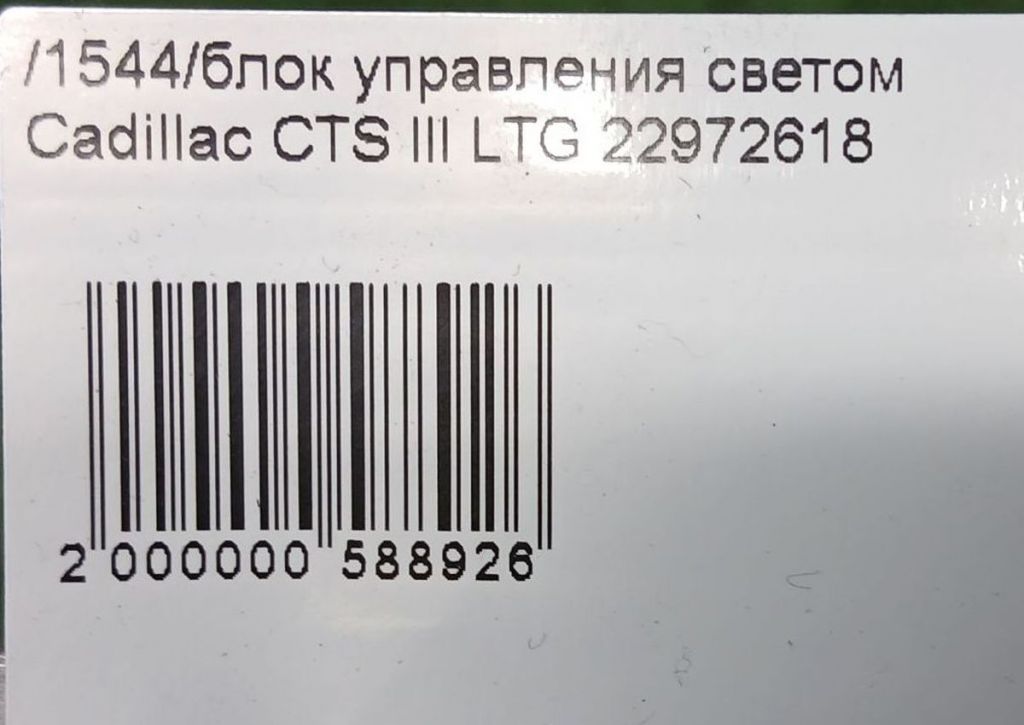 /1544/блок управления светом
Cadillac CTS III LTG 22972618
2 000000 588926